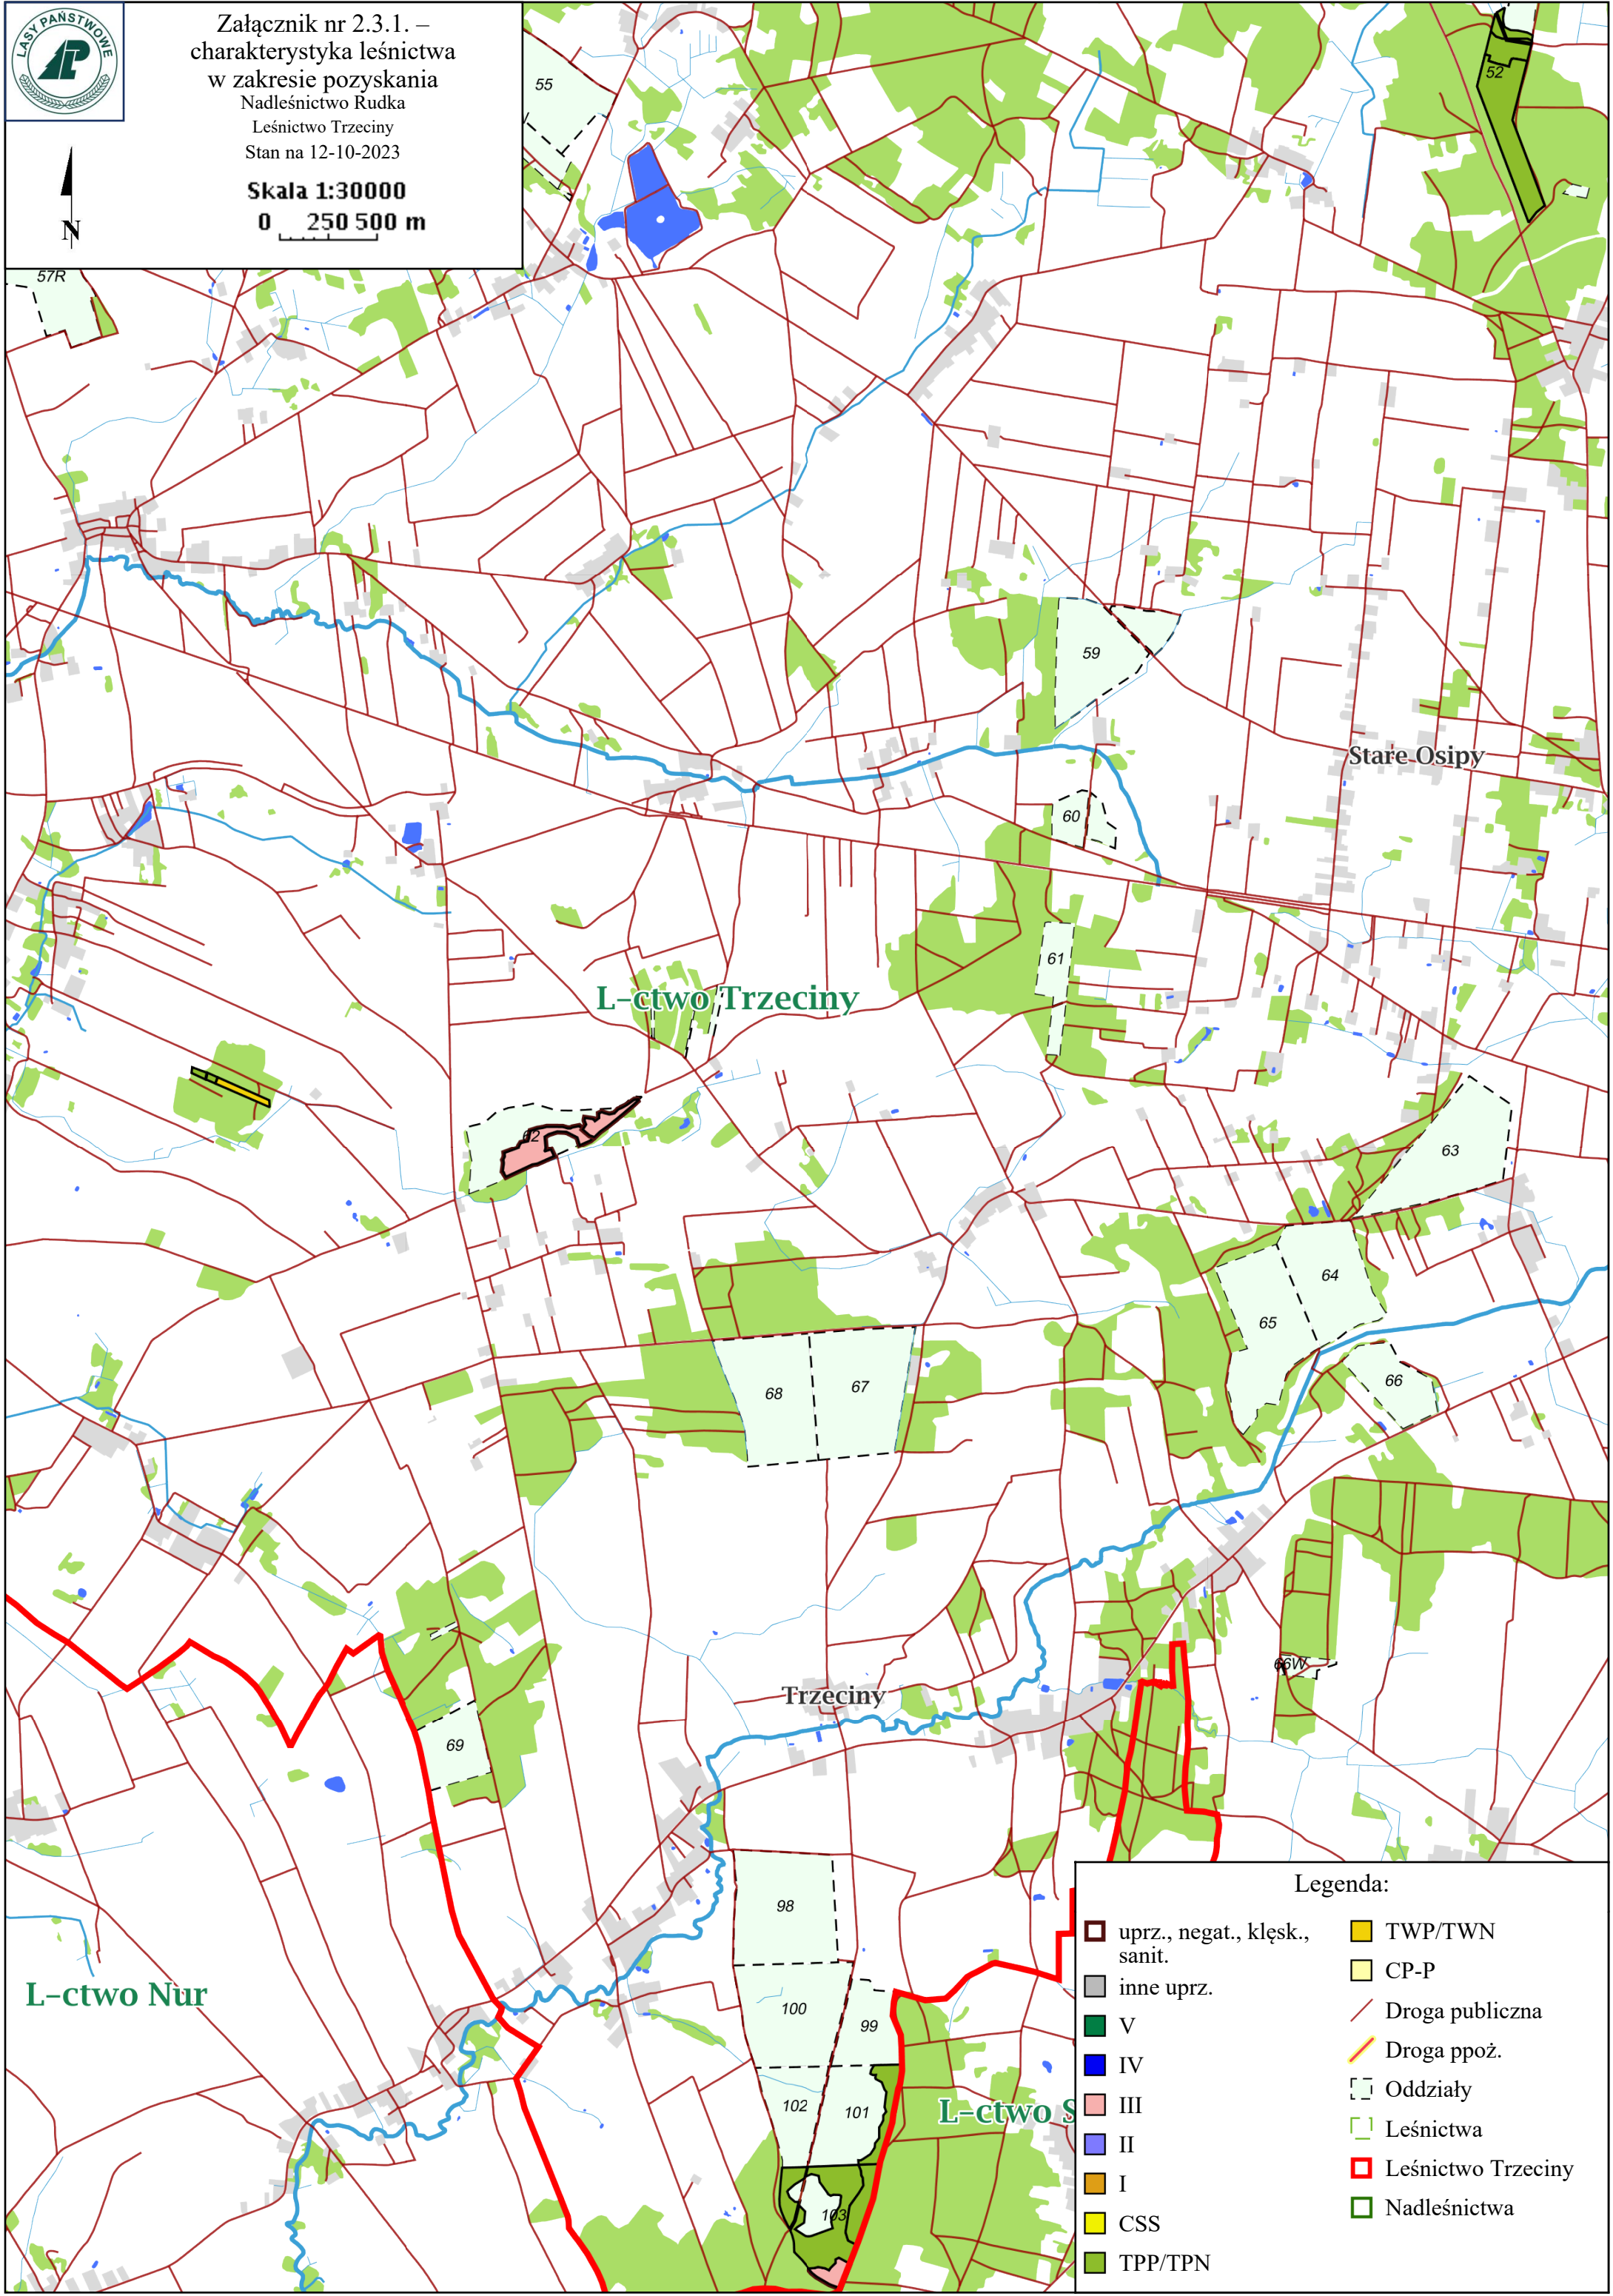 LASY PAŃSTWOWE
Załącznik nr 2.3.1. –
charakterystyka leśnictwa
w zakresie pozyskania
Nadleśnictwo Rudka
Leśnictwo Trzeciny
Stan na 12-10-2023
Skala 1:30000
0 250 500 m
N
55
52
57R
59
Stare Osipy
60
61
L-ctwo Trzeciny
62
63
64
65
66
67
68
66W
Trzeciny
69
98
100
99
102
101
103
L-ctwo Nur
L-ctwo S
Legenda:
uprz., negat., klęsk.,
sanit.
inne uprz.
V
IV
III
II
I
CSS
TPP/TPN
TWP/TWN
CP-P
Droga publiczna
Droga ppoż.
Oddziały
Leśnictwa
Leśnictwo Trzeciny
Nadleśnictwa